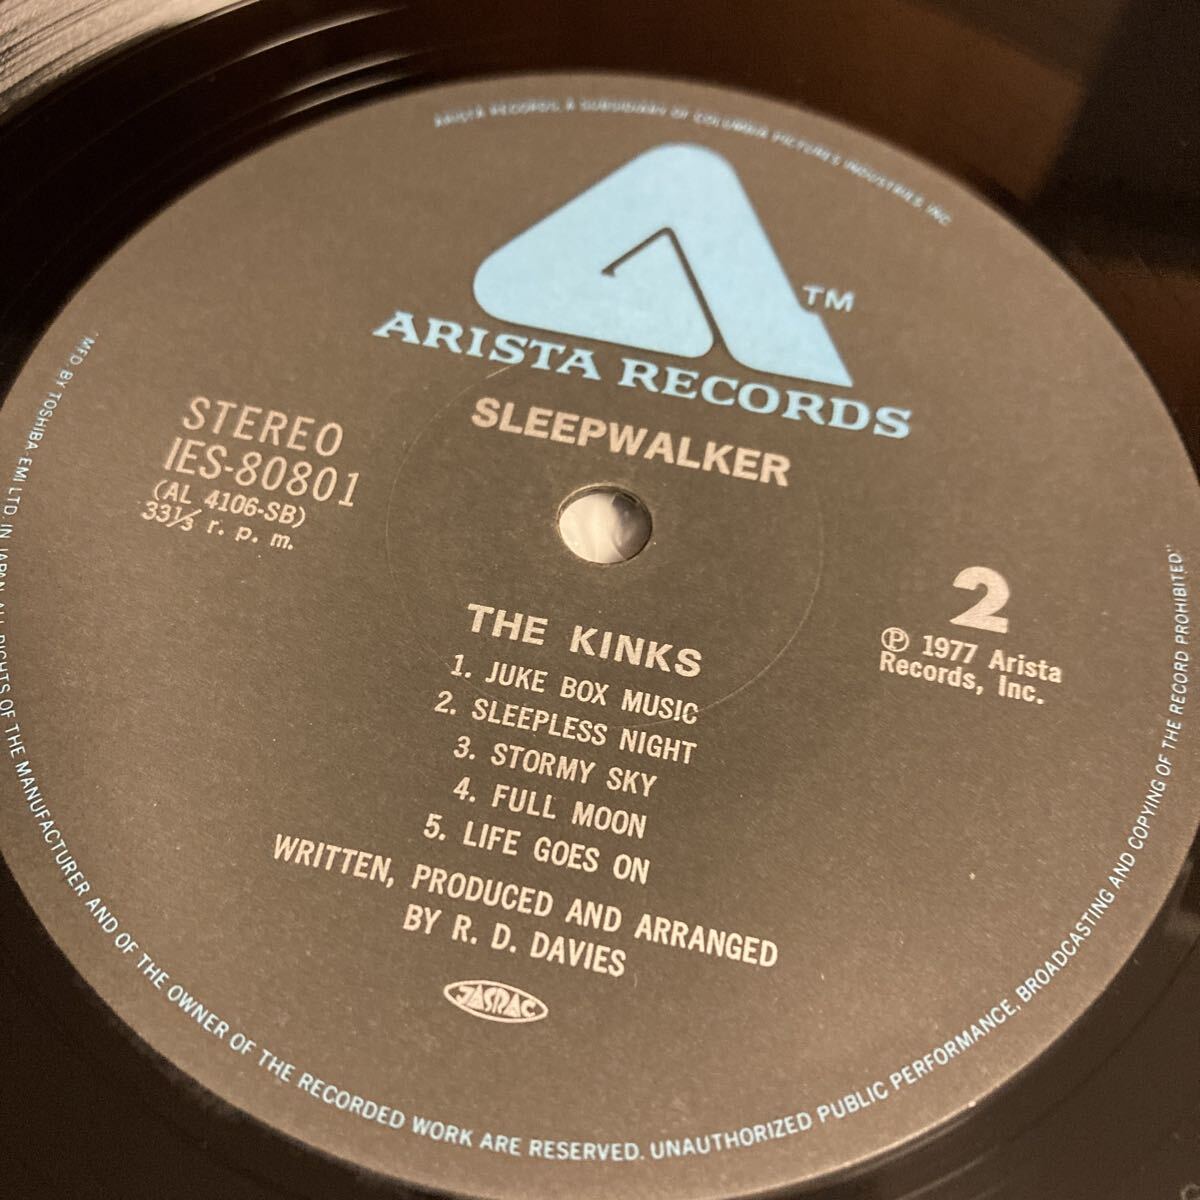 ARISTA RECORDS, A SUBSIDIARY OF COLUMBIA PICTURES INDUSTRIES, INC.
TM
ARISTA RECORDS
SLEEPWALKER
STEREO
IES-80801
(AL 4106-SB)
33⅓ r. p. m.
2
Ⓟ 1977 Arista
Records, Inc.
THE KINKS
1. JUKE BOX MUSIC
2. SLEEPLESS NIGHT
3. STORMY SKY
4. FULL MOON
5. LIFE GOES ON
WRITTEN, PRODUCED AND ARRANGED
BY R. D. DAVIES
JASRAC
"MFD. BY TOSHIBA-EMI LTD. IN JAPAN. ALL RIGHTS OF THE MANUFACTURER AND OF THE OWNER OF THE RECORDED WORK ARE RESERVED. UNAUTHORIZED PUBLIC PERFORMANCE, BROADCASTING AND COPYING OF THE RECORD PROHIBITED."